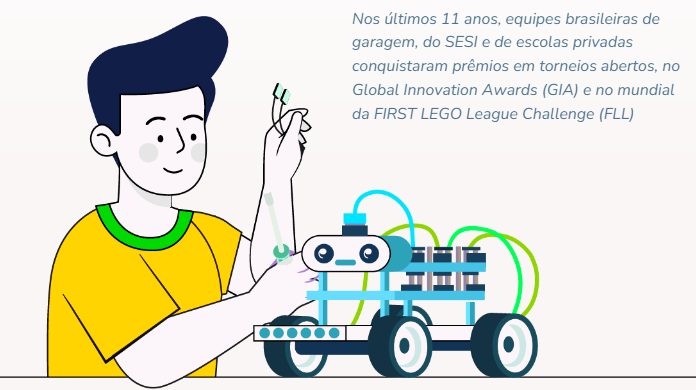 Nos últimos 11 anos, equipes brasileiras de
garagem, do SESI e de escolas privadas
conquistaram prêmios em torneios abertos, no
Global Innovation Awards (GIA) e no mundial
da FIRST LEGO League Challenge (FLL)